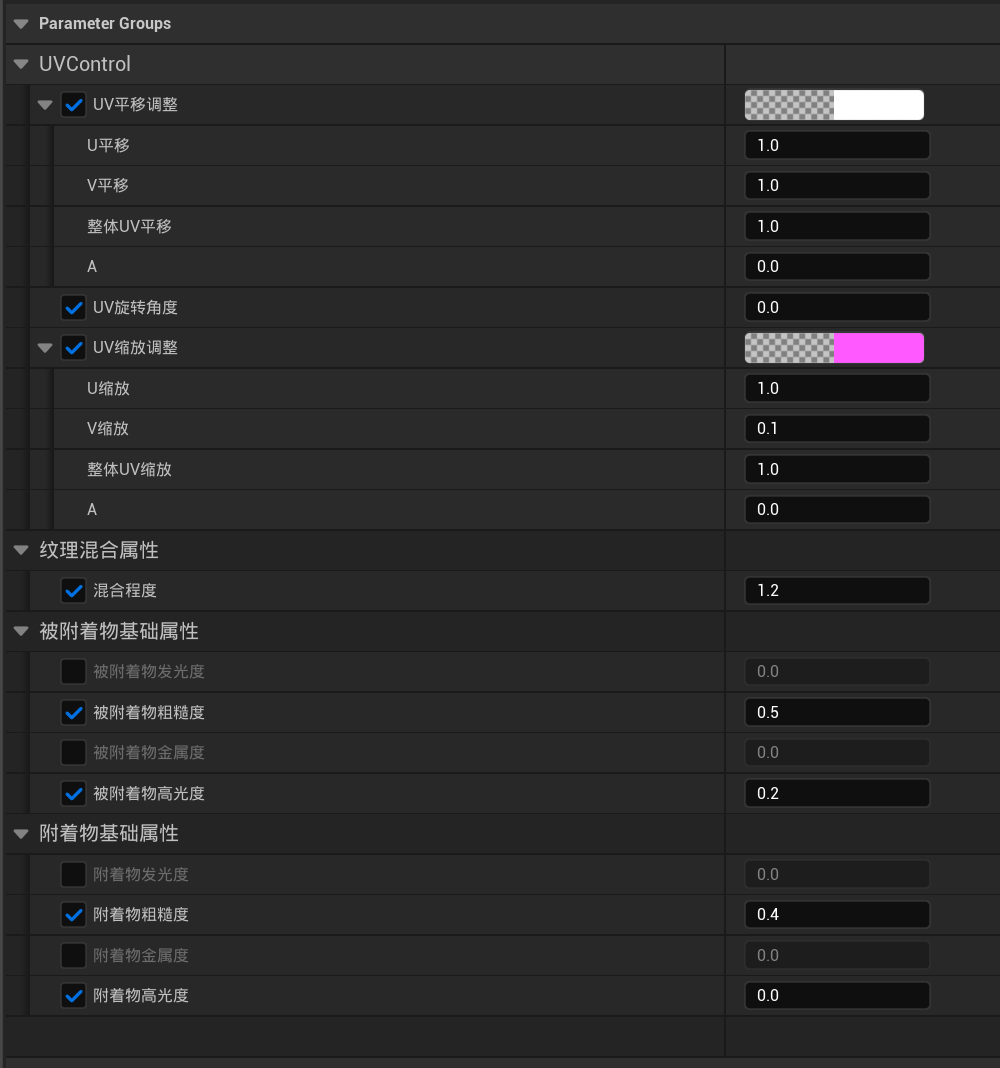 Parameter Groups
UVControl
UV平移调整
U平移 1.0
V平移 1.0
整体UV平移 1.0
A 0.0
UV旋转角度 0.0
UV缩放调整
U缩放 1.0
V缩放 0.1
整体UV缩放 1.0
A 0.0
纹理混合属性
混合程度 1.2
被附着物基础属性
被附着物发光度 0.0
被附着物粗糙度 0.5
被附着物金属度 0.0
被附着物高光度 0.2
附着物基础属性
附着物发光度 0.0
附着物粗糙度 0.4
附着物金属度 0.0
附着物高光度 0.0